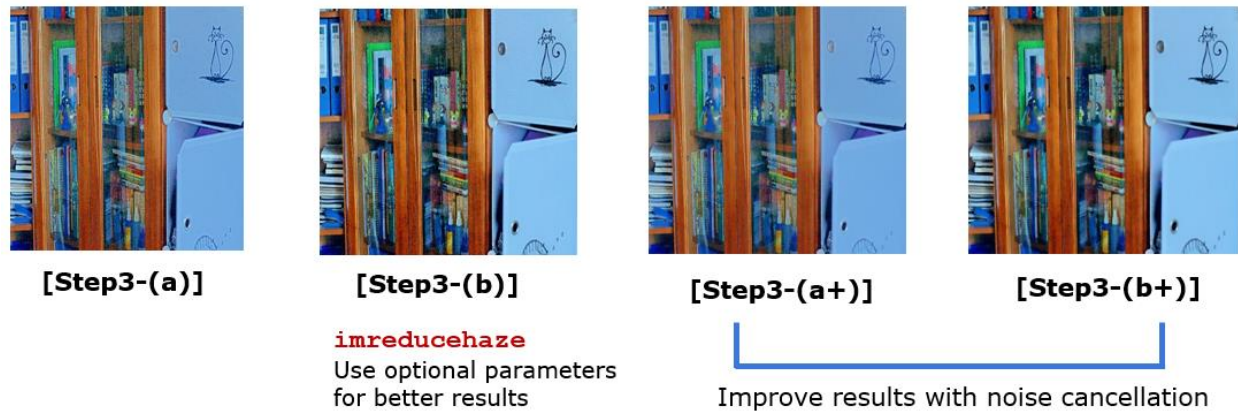 [Step3-(a)]
[Step3-(b)]
[Step3-(a+)]
[Step3-(b+)]
imreducehaze
Use optional parameters
for better results
Improve results with noise cancellation